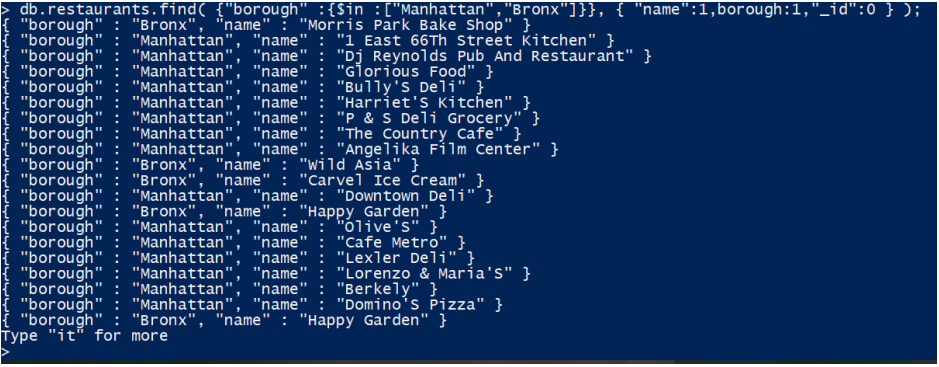 > db.restaurants.find( {"borough" :{$in :["Manhattan","Bronx"]}}, { "name":1,borough:1,"_id":0 } );
{ "borough" : "Bronx", "name" : "Morris Park Bake Shop" }
{ "borough" : "Manhattan", "name" : "1 East 66Th Street Kitchen" }
{ "borough" : "Manhattan", "name" : "Dj Reynolds Pub And Restaurant" }
{ "borough" : "Manhattan", "name" : "Glorious Food" }
{ "borough" : "Manhattan", "name" : "Bully'S Deli" }
{ "borough" : "Manhattan", "name" : "Harriet'S Kitchen" }
{ "borough" : "Manhattan", "name" : "P & S Deli Grocery" }
{ "borough" : "Manhattan", "name" : "The Country Cafe" }
{ "borough" : "Manhattan", "name" : "Angelika Film Center" }
{ "borough" : "Bronx", "name" : "Wild Asia" }
{ "borough" : "Bronx", "name" : "Carvel Ice Cream" }
{ "borough" : "Manhattan", "name" : "Downtown Deli" }
{ "borough" : "Bronx", "name" : "Happy Garden" }
{ "borough" : "Manhattan", "name" : "Olive'S" }
{ "borough" : "Manhattan", "name" : "Cafe Metro" }
{ "borough" : "Manhattan", "name" : "Lexler Deli" }
{ "borough" : "Manhattan", "name" : "Lorenzo & Maria'S" }
{ "borough" : "Manhattan", "name" : "Berkely" }
{ "borough" : "Manhattan", "name" : "Domino'S Pizza" }
{ "borough" : "Bronx", "name" : "Happy Garden" }
Type "it" for more
>